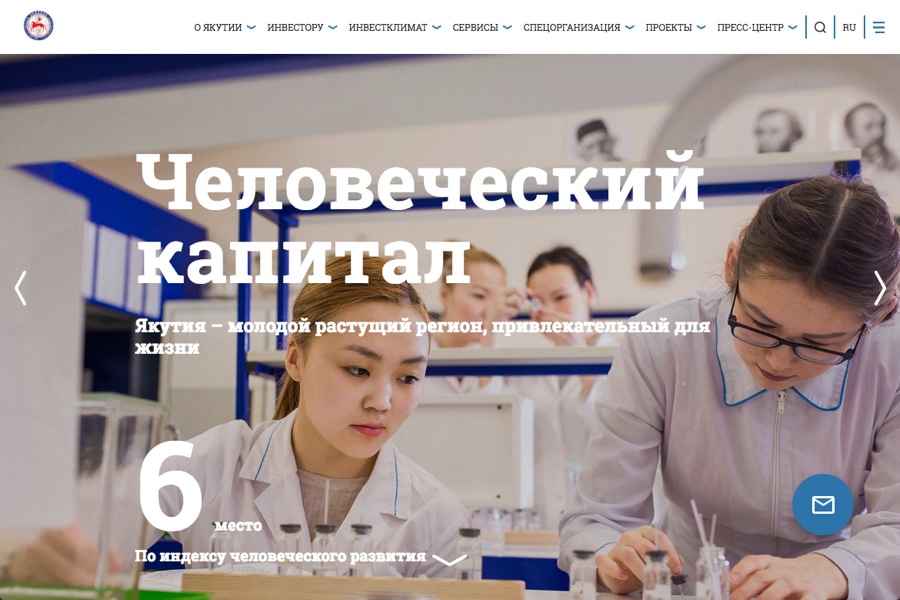 О ЯКУТИИ ИНВЕСТОРУ ИНВЕСТКЛИМАТ СЕРВИСЫ СПЕЦОРГАНИЗАЦИЯ ПРОЕКТЫ ПРЕСС-ЦЕНТР RU
Человеческий
капитал
Якутия – молодой растущий регион, привлекательный для
жизни
6 место
По индексу человеческого развития